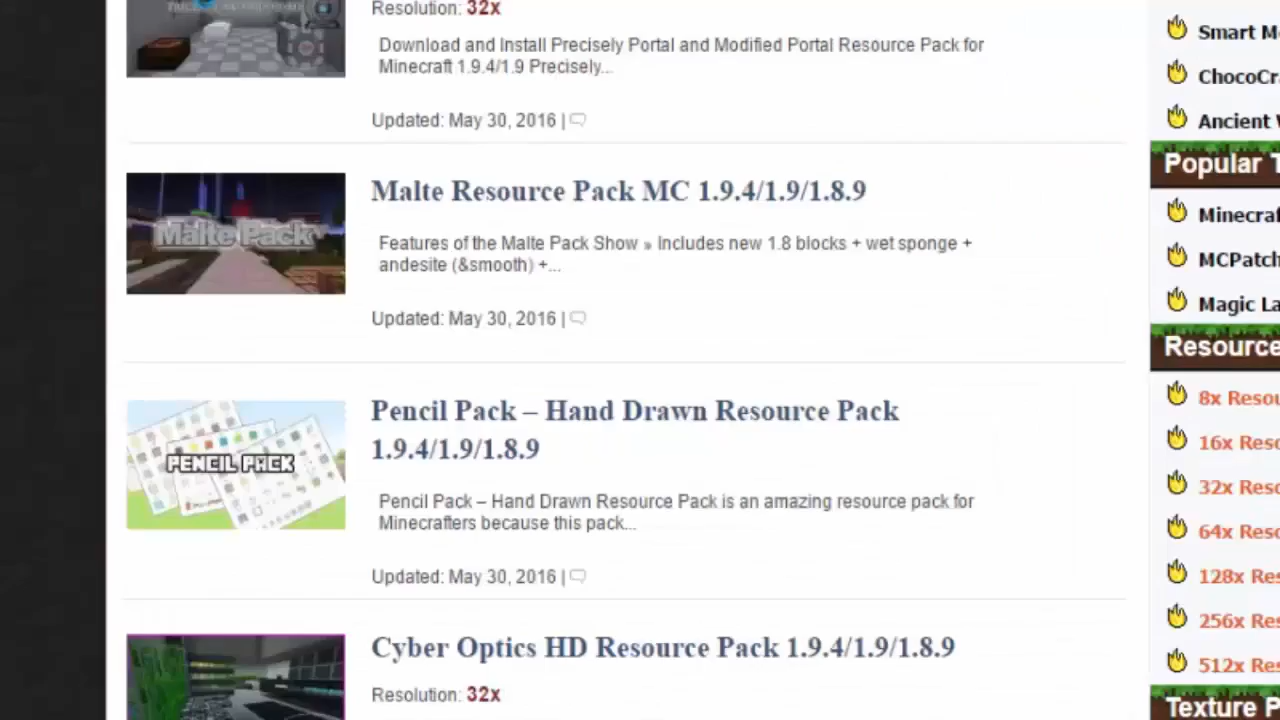 Resolution: 32x
Download and Install Precisely Portal and Modified Portal Resource Pack for
Minecraft 1.9.4/1.9 Precisely...
Updated: May 30, 2016 |
Malte Pack
Malte Resource Pack MC 1.9.4/1.9/1.8.9
Features of the Malte Pack Show » Includes new 1.8 blocks + wet sponge +
andesite (&smooth) +...
Updated: May 30, 2016 |
PENCIL PACK
Pencil Pack – Hand Drawn Resource Pack
1.9.4/1.9/1.8.9
Pencil Pack – Hand Drawn Resource Pack is an amazing resource pack for
Minecrafters because this pack...
Updated: May 30, 2016 |
Cyber Optics HD Resource Pack 1.9.4/1.9/1.8.9
Resolution: 32x
Smart M
ChocoCr
Ancient
Popular T
Minecraf
MCPatch
Magic La
Resource
8x Resou
16x Reso
32x Reso
64x Reso
128x Res
256x Res
512x Res
Texture P